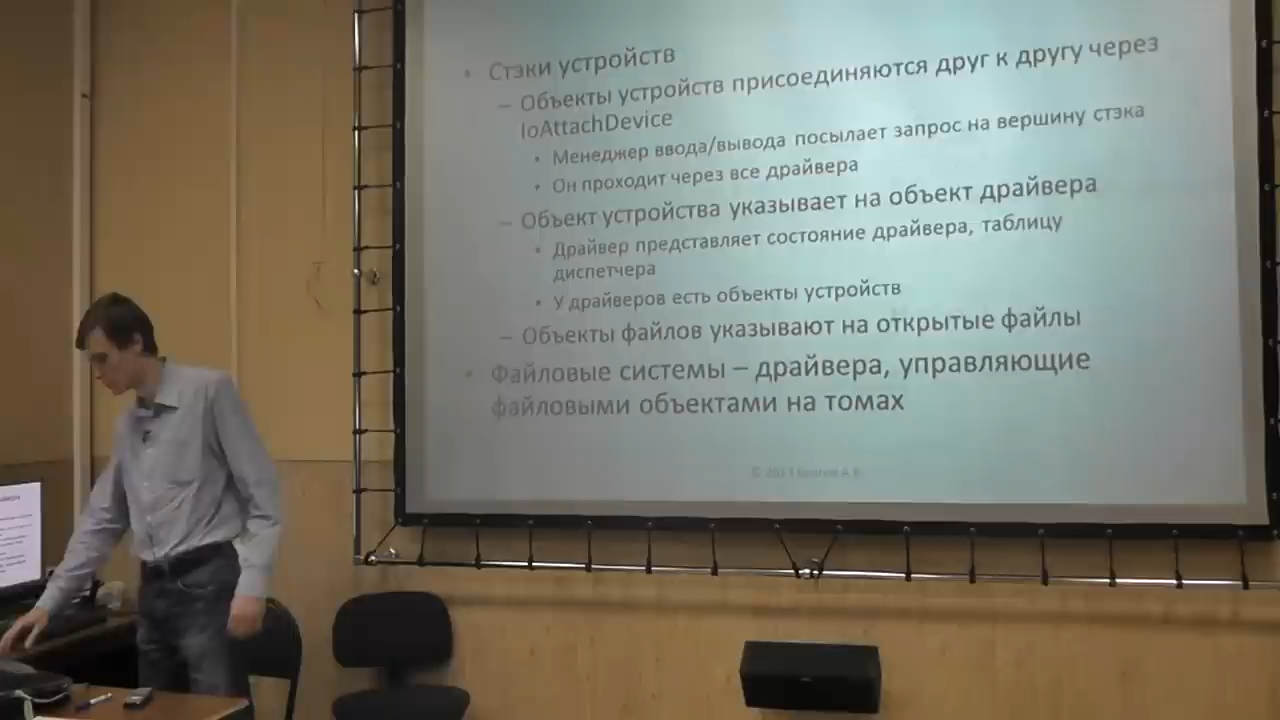 • Стэки устройств
– Объекты устройств присоединяются друг к другу через
IoAttachDevice
• Менеджер ввода/вывода посылает запрос на вершину стэка
• Он проходит через все драйвера
– Объект устройства указывает на объект драйвера
• Драйвер представляет состояние драйвера, таблицу
диспетчера
• У драйверов есть объекты устройств
– Объекты файлов указывают на открытые файлы
• Файловые системы – драйвера, управляющие
файловыми объектами на томах